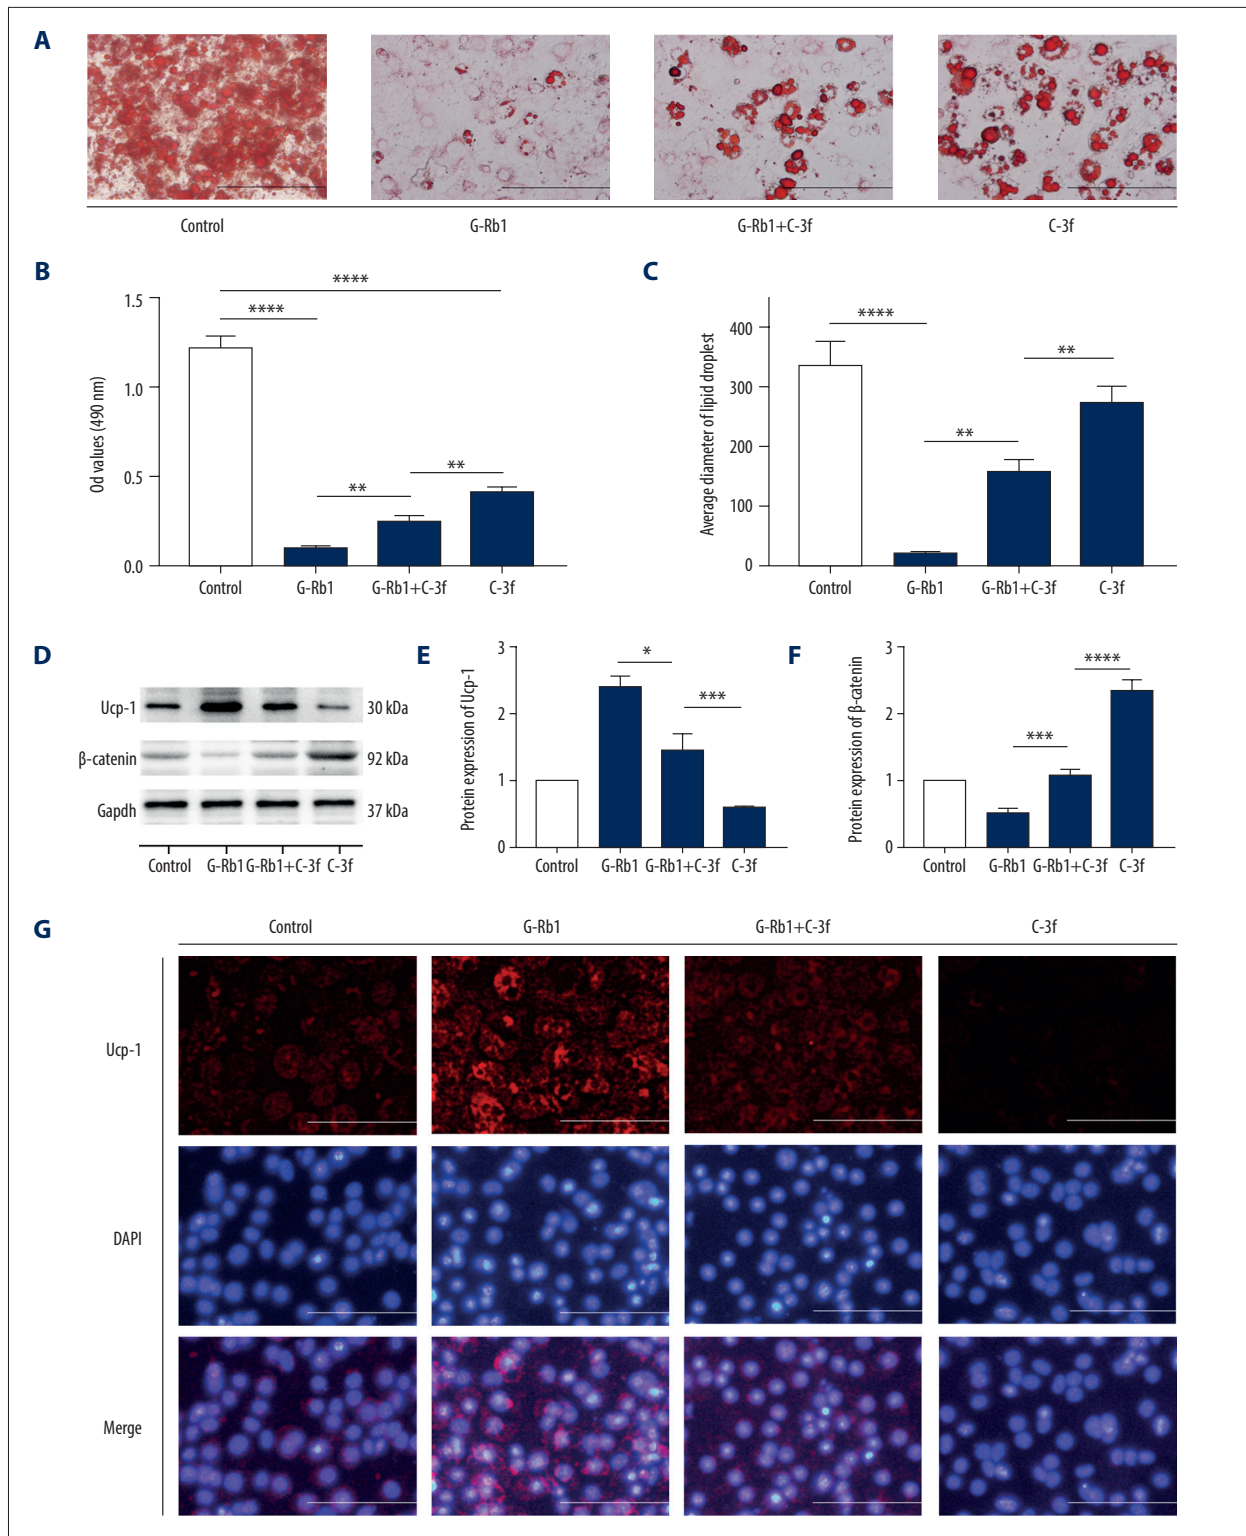 A
Control G-Rb1 G-Rb1+C-3f C-3f
B
Od values (490 nm)
1.5
1.0
0.5
0.0
****
****
**
**
Control G-Rb1 G-Rb1+C-3f C-3f
C
Average diameter of lipid droplest
400
300
200
100
0
****
**
**
Control G-Rb1 G-Rb1+C-3f C-3f
D
Ucp-1 30 kDa
β-catenin 92 kDa
Gapdh 37 kDa
Control G-Rb1 G-Rb1+C-3f C-3f
E
Protein expression of Ucp-1
3
2
1
0
*
***
Control G-Rb1 G-Rb1+C-3f C-3f
F
Protein expression of β-catenin
3
2
1
0
****
***
Control G-Rb1 G-Rb1+C-3f C-3f
G
Control G-Rb1 G-Rb1+C-3f C-3f
Ucp-1
DAPI
Merge